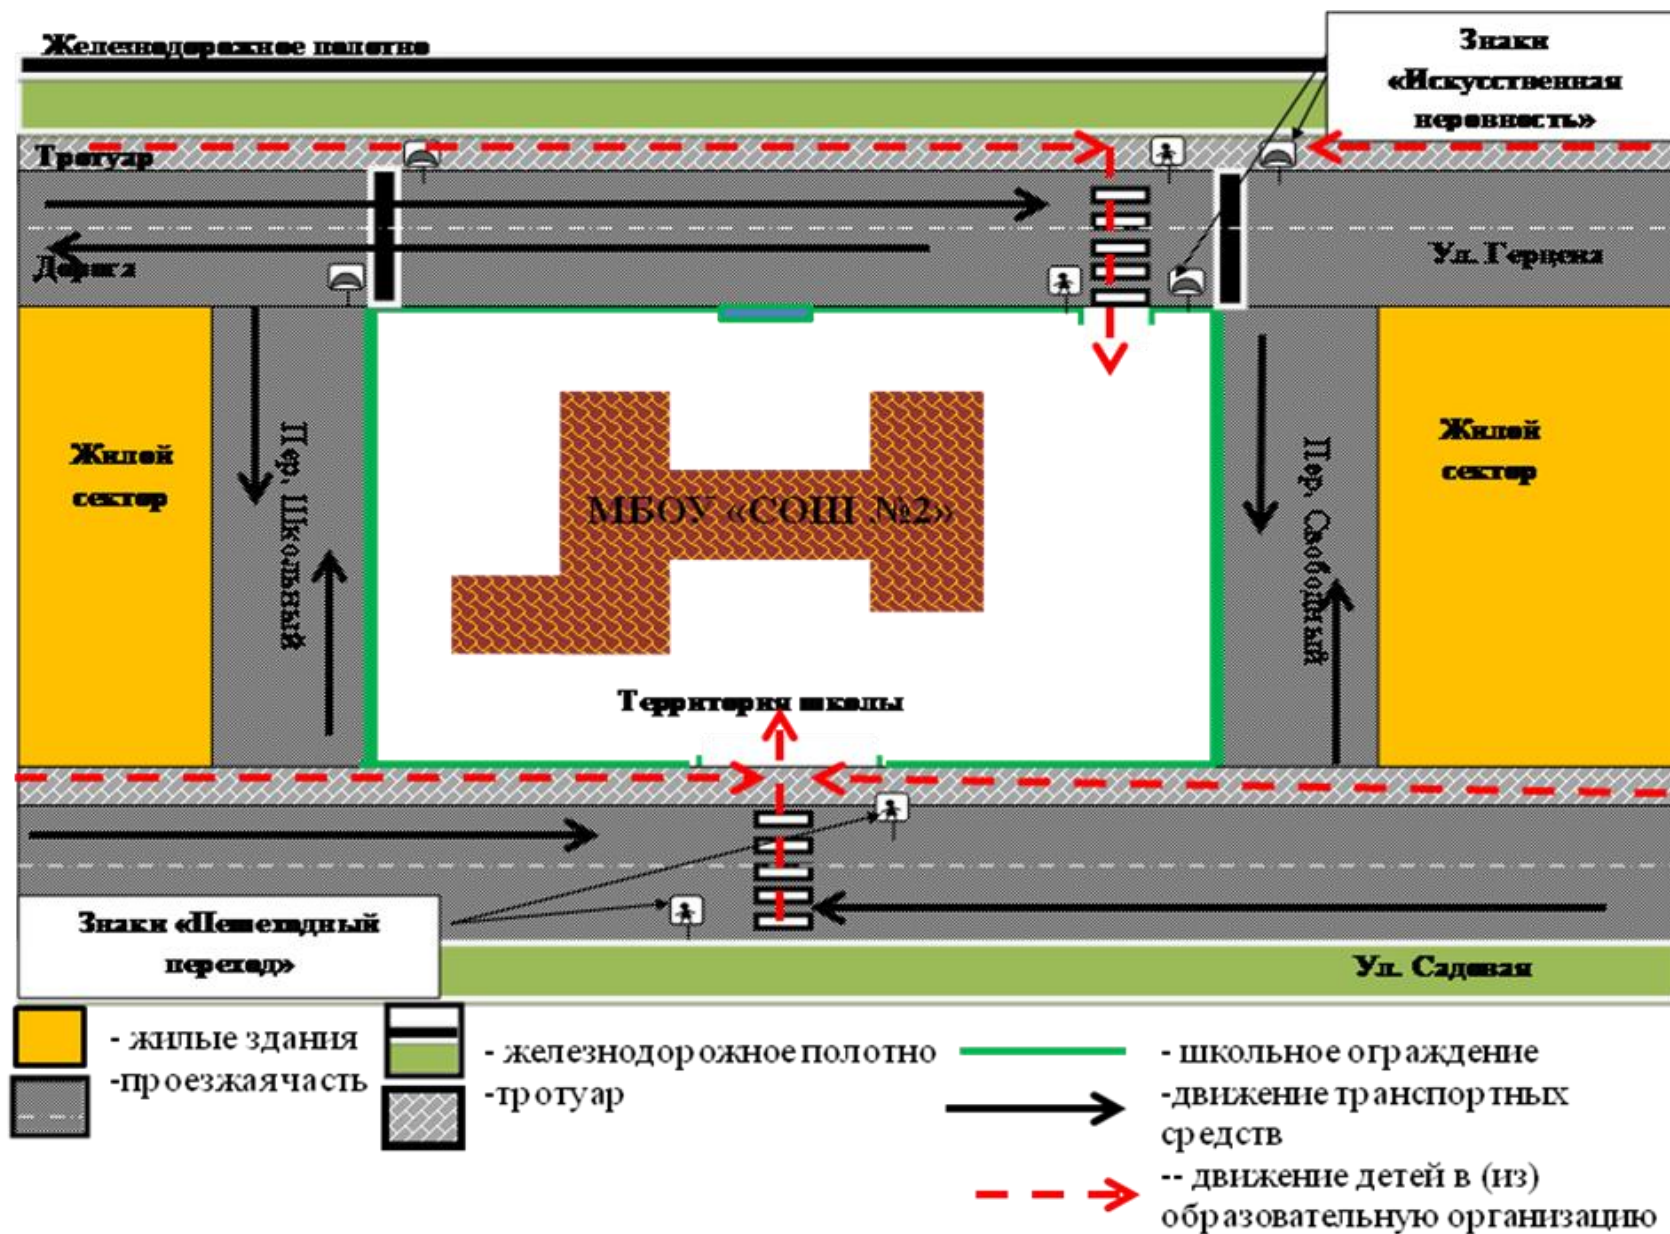 Железнодорожное полотно
Знаки
«Искусственная
неровность»
Тротуар
Дорога
Ул. Герцена
Жилой
сектор
Пер. Школьный
МБОУ «СОШ №2»
Пер. Свободный
Жилой
сектор
Территория школы
Знаки «Пешеходный
переход»
Ул. Садовая
- жилые здания
-проезжая часть
- железнодорожное полотно
-тротуар
- школьное ограждение
-движение транспортных
средств
-- движение детей в (из)
образовательную организацию